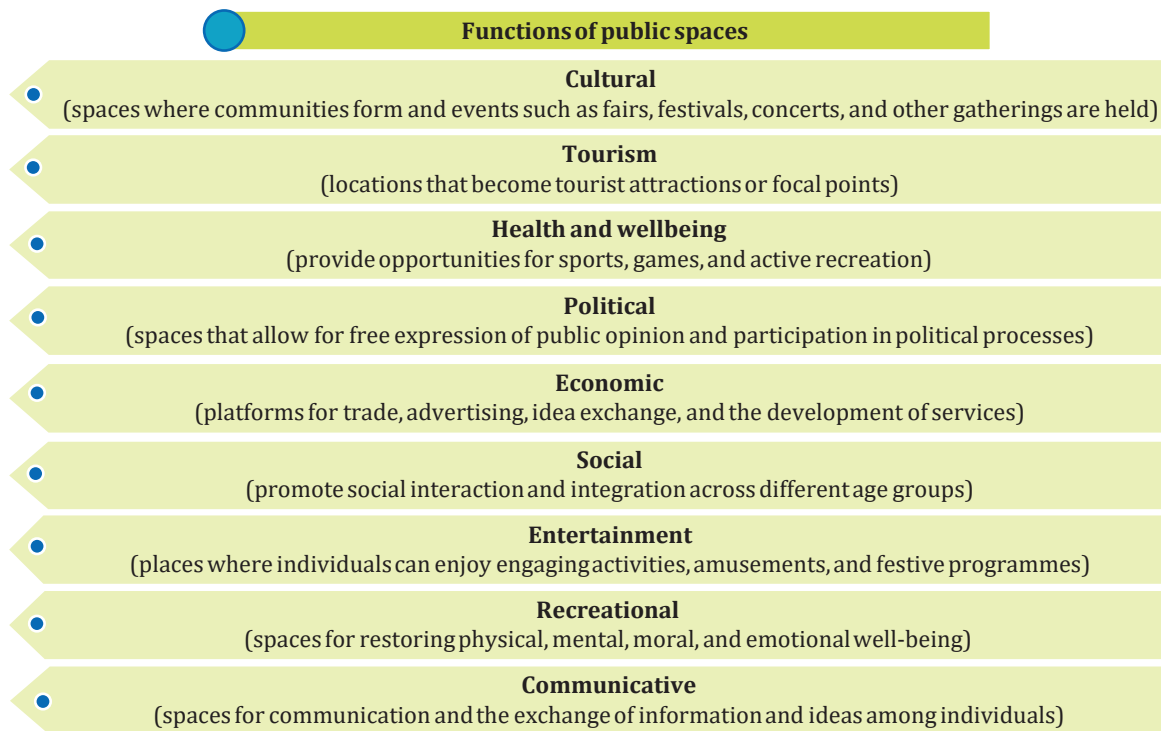 Functions of public spaces
Cultural
(spaces where communities form and events such as fairs, festivals, concerts, and other gatherings are held)
Tourism
(locations that become tourist attractions or focal points)
Health and wellbeing
(provide opportunities for sports, games, and active recreation)
Political
(spaces that allow for free expression of public opinion and participation in political processes)
Economic
(platforms for trade, advertising, idea exchange, and the development of services)
Social
(promote social interaction and integration across different age groups)
Entertainment
(places where individuals can enjoy engaging activities, amusements, and festive programmes)
Recreational
(spaces for restoring physical, mental, moral, and emotional well-being)
Communicative
(spaces for communication and the exchange of information and ideas among individuals)